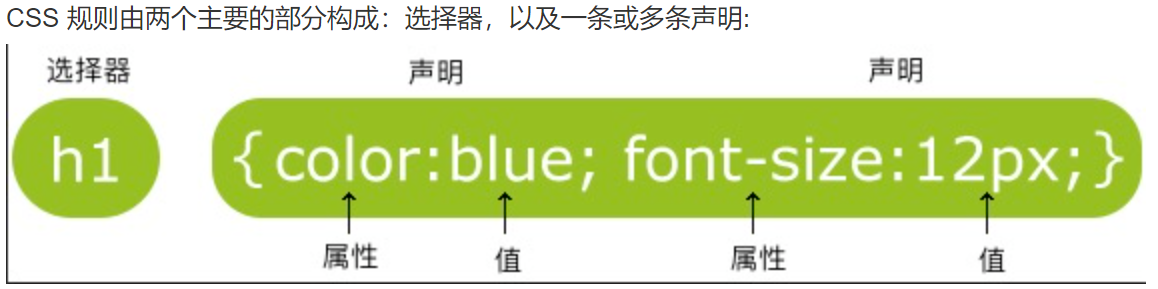 CSS 规则由两个主要的部分构成：选择器，以及一条或多条声明:
选择器 声明 声明
h1 {color:blue; font-size:12px;}
属性 值 属性 值